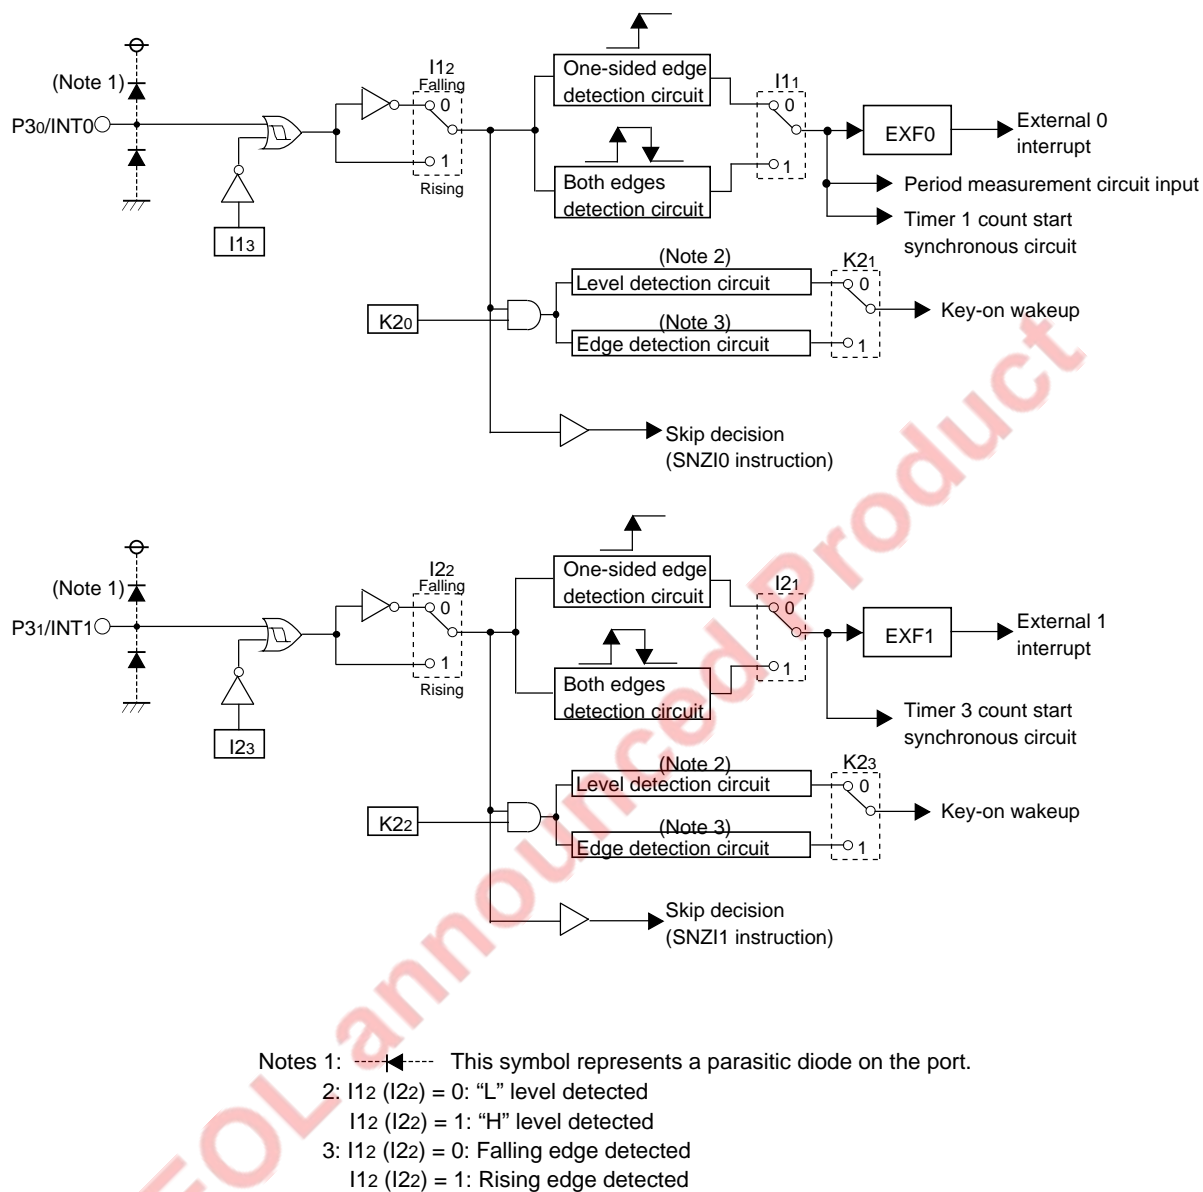 I12
Falling
0
1
Rising
(Note 1)
P30/INT0
I13
One-sided edge
detection circuit
Both edges
detection circuit
I11
0
1
EXF0
External 0
interrupt
Period measurement circuit input
Timer 1 count start
synchronous circuit
(Note 2)
Level detection circuit
K20
(Note 3)
Edge detection circuit
K21
0
1
Key-on wakeup
Skip decision
(SNZI0 instruction)
I22
Falling
0
1
Rising
(Note 1)
P31/INT1
I23
One-sided edge
detection circuit
Both edges
detection circuit
I21
0
1
EXF1
External 1
interrupt
Timer 3 count start
synchronous circuit
(Note 2)
Level detection circuit
K22
(Note 3)
Edge detection circuit
K23
0
1
Key-on wakeup
Skip decision
(SNZI1 instruction)
Notes 1: This symbol represents a parasitic diode on the port.
2: I12 (I22) = 0: “L” level detected
I12 (I22) = 1: “H” level detected
3: I12 (I22) = 0: Falling edge detected
I12 (I22) = 1: Rising edge detected
EOL announced Product